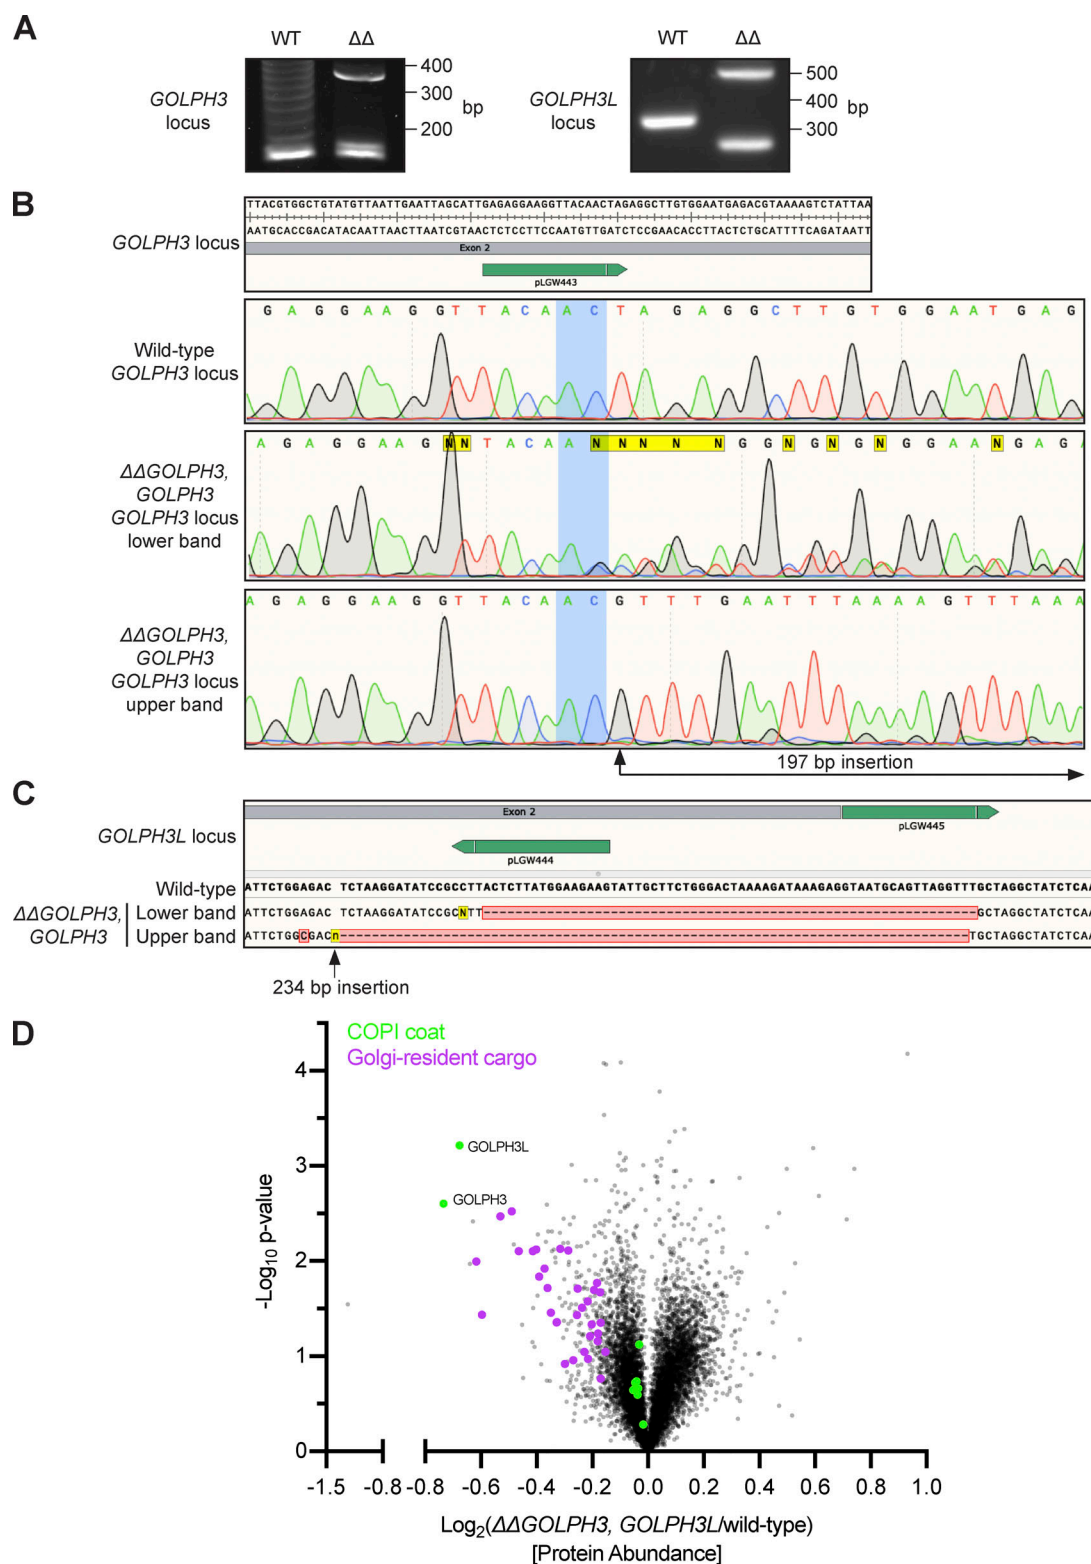 A
WT ΔΔ
GOLPH3
locus
400
300
200
bp
WT ΔΔ
GOLPH3L
locus
500
400
300
bp
B
GOLPH3 locus
TTACGTGGCTGTATGTTAATTGAATTAGCATTGAGAGGAAGGTTACAACTAGAGGCTTGTGGAATGAGACGTAAAAGTCTATTAA
AATGCACCGACATACAATTAACTTAATCGTAACTCTCCTTCCAATGTTGATCTCCGAACACCTTACTCTGCATTTTCAGATAATT
Exon 2
pLGW443
Wild-type
GOLPH3 locus
G A G G A A G G T T A C A A C T A G A G G C T T G T G G A A T G A G
ΔΔGOLPH3,
GOLPH3
GOLPH3 locus
lower band
A G A G G A A G N N T A C A A N N N N N G G N G N G N G G A A N G A G A
ΔΔGOLPH3,
GOLPH3
GOLPH3 locus
upper band
A G A G G A A G G T T A C A A C G T T T G A A T T T A A A A G T T T A A A
197 bp insertion
C
GOLPH3L locus
Exon 2
pLGW445
pLGW444
Wild-type
ATTCTGGAGAC TCTAAGGATATCCGCCTTACTCTTATGGAAGAAGTATTGCTTCTGGGACTAAAAGATAAAGAGGTAATGCAGTTAGGTTTGCTAGGCTATCTCAA
ΔΔGOLPH3,
GOLPH3
Lower band
ATTCTGGAGAC TCTAAGGATATCCGCNTT GCTAGGCTATCTCAA
Upper band
ATTCTGGCGACn TGCTAGGCTATCTCAA
234 bp insertion
D
COPI coat
Golgi-resident cargo
GOLPH3L
GOLPH3
4
3
2
1
0
-Log10 p-value
-1.5 -0.8 -0.8 -0.6 -0.4 -0.2 0.0 0.2 0.4 0.6 0.8 1.0
Log2(ΔΔGOLPH3, GOLPH3L/wild-type)
[Protein Abundance]